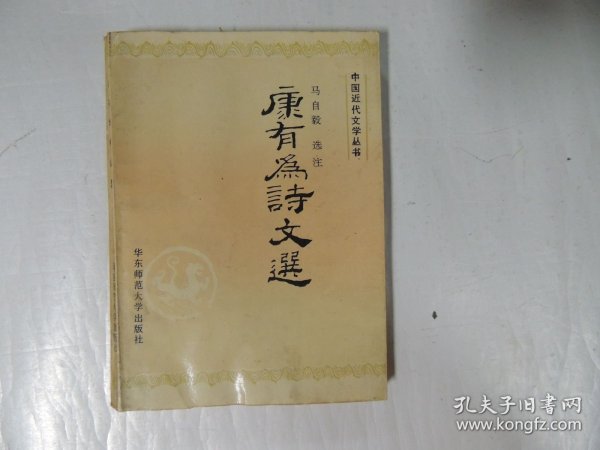 中国近代文学丛书
马自毅 选注
康有為詩文選
华东师范大学出版社
孔夫子旧书网
www.kongfz.com